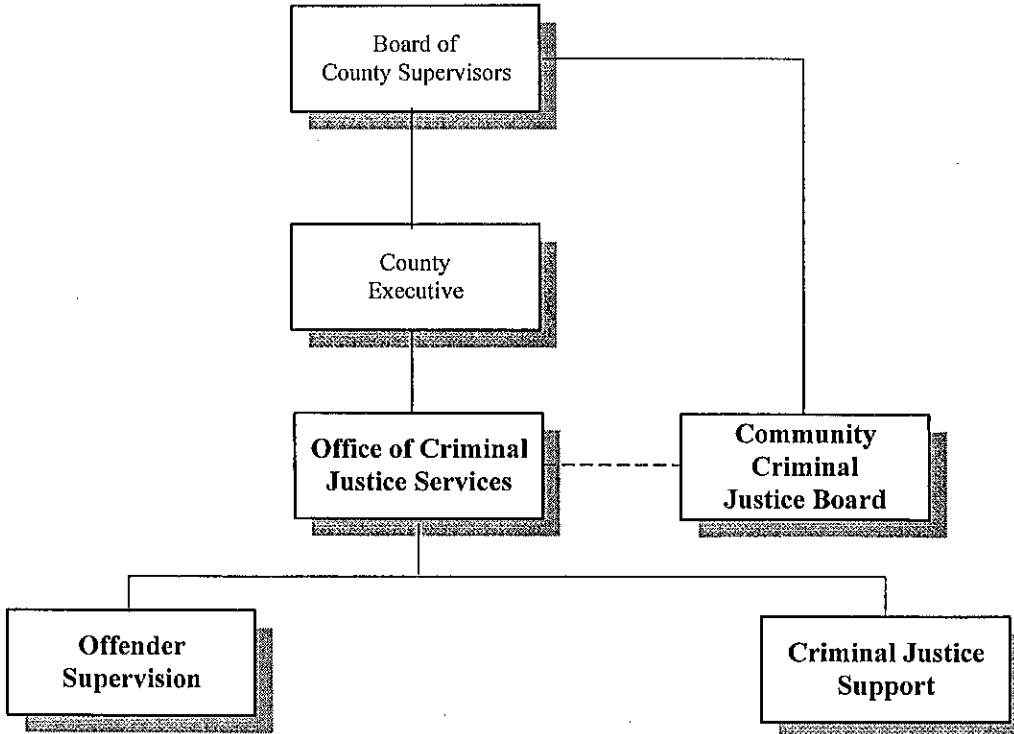 Board of
County Supervisors
County
Executive
Office of Criminal
Justice Services
Community
Criminal
Justice Board
Offender
Supervision
Criminal Justice
Support